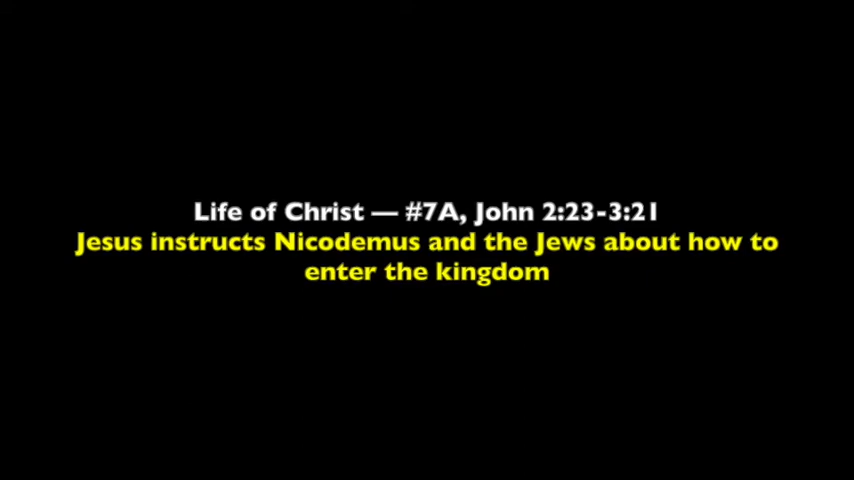 Life of Christ — #7A, John 2:23-3:21
Jesus instructs Nicodemus and the Jews about how to
enter the kingdom